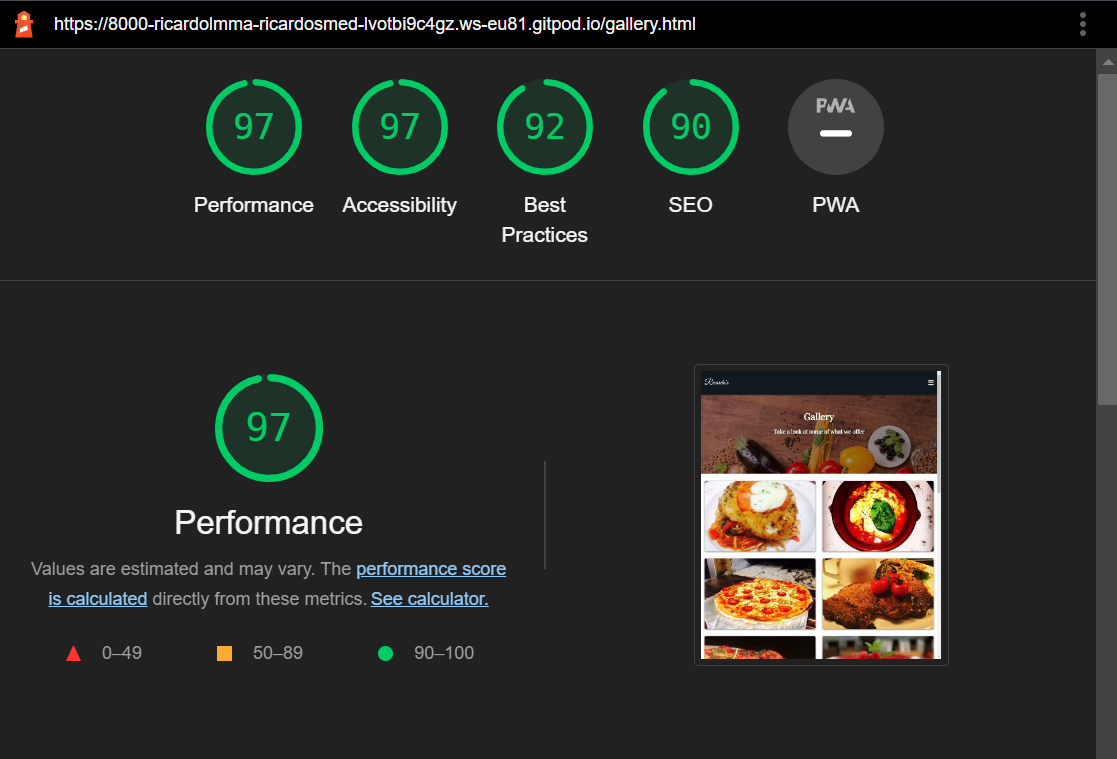 https://8000-ricardolmma-ricardosmed-lvotbi9c4gz.ws-eu81.gitpod.io/gallery.html
97 97 92 90 PWA
Performance Accessibility Best Practices SEO PWA
97
Performance
Values are estimated and may vary. The performance score
is calculated directly from these metrics. See calculator.
0–49 50–89 90–100
Gallery
Take a look at some of what we offer